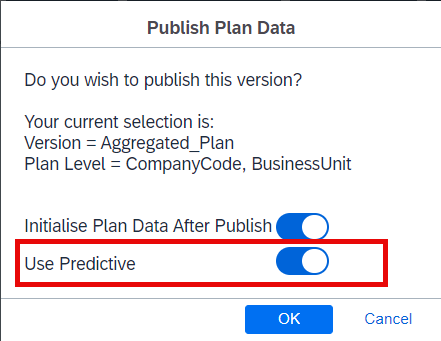 Publish Plan Data
Do you wish to publish this version?
Your current selection is:
Version = Aggregated_Plan
Plan Level = CompanyCode, BusinessUnit
Initialise Plan Data After Publish
Use Predictive
OK Cancel